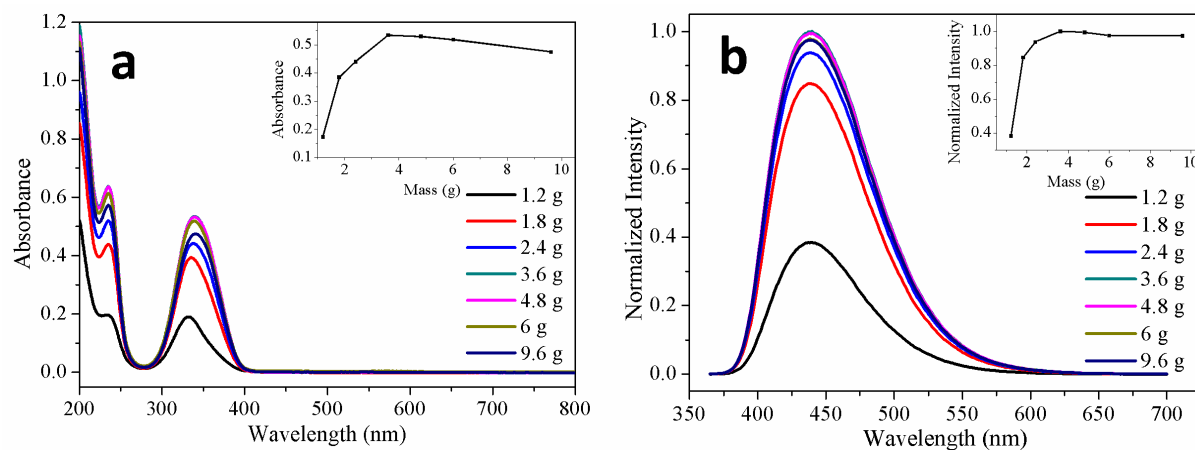 a
Absorbance
1.2
1.0
0.8
0.6
0.4
0.2
0.0
200 300 400 500 600 700 800
Wavelength (nm)
Absorbance
0.5
0.4
0.3
0.2
0.1
2 4 6 8 10
Mass (g)
1.2 g
1.8 g
2.4 g
3.6 g
4.8 g
6 g
9.6 g
b
Normalized Intensity
1.0
0.8
0.6
0.4
0.2
0.0
350 400 450 500 550 600 650 700
Wavelength (nm)
Normalized Intensity
1.0
0.8
0.6
0.4
2 4 6 8 10
Mass (g)
1.2 g
1.8 g
2.4 g
3.6 g
4.8 g
6 g
9.6 g